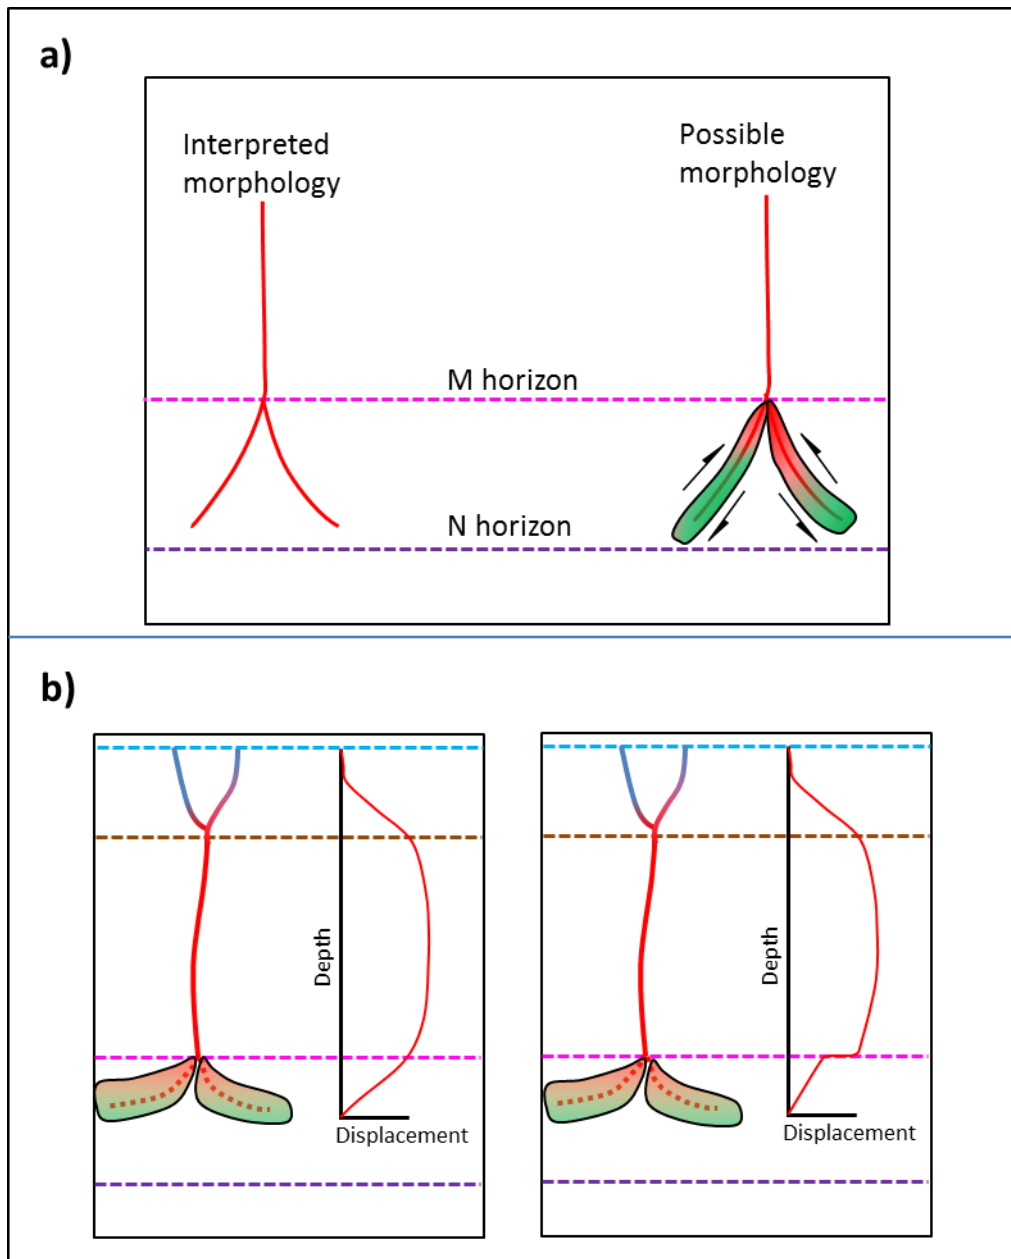 a)
Interpreted
morphology
Possible
morphology
M horizon
N horizon
b)
Depth
Displacement
Depth
Displacement